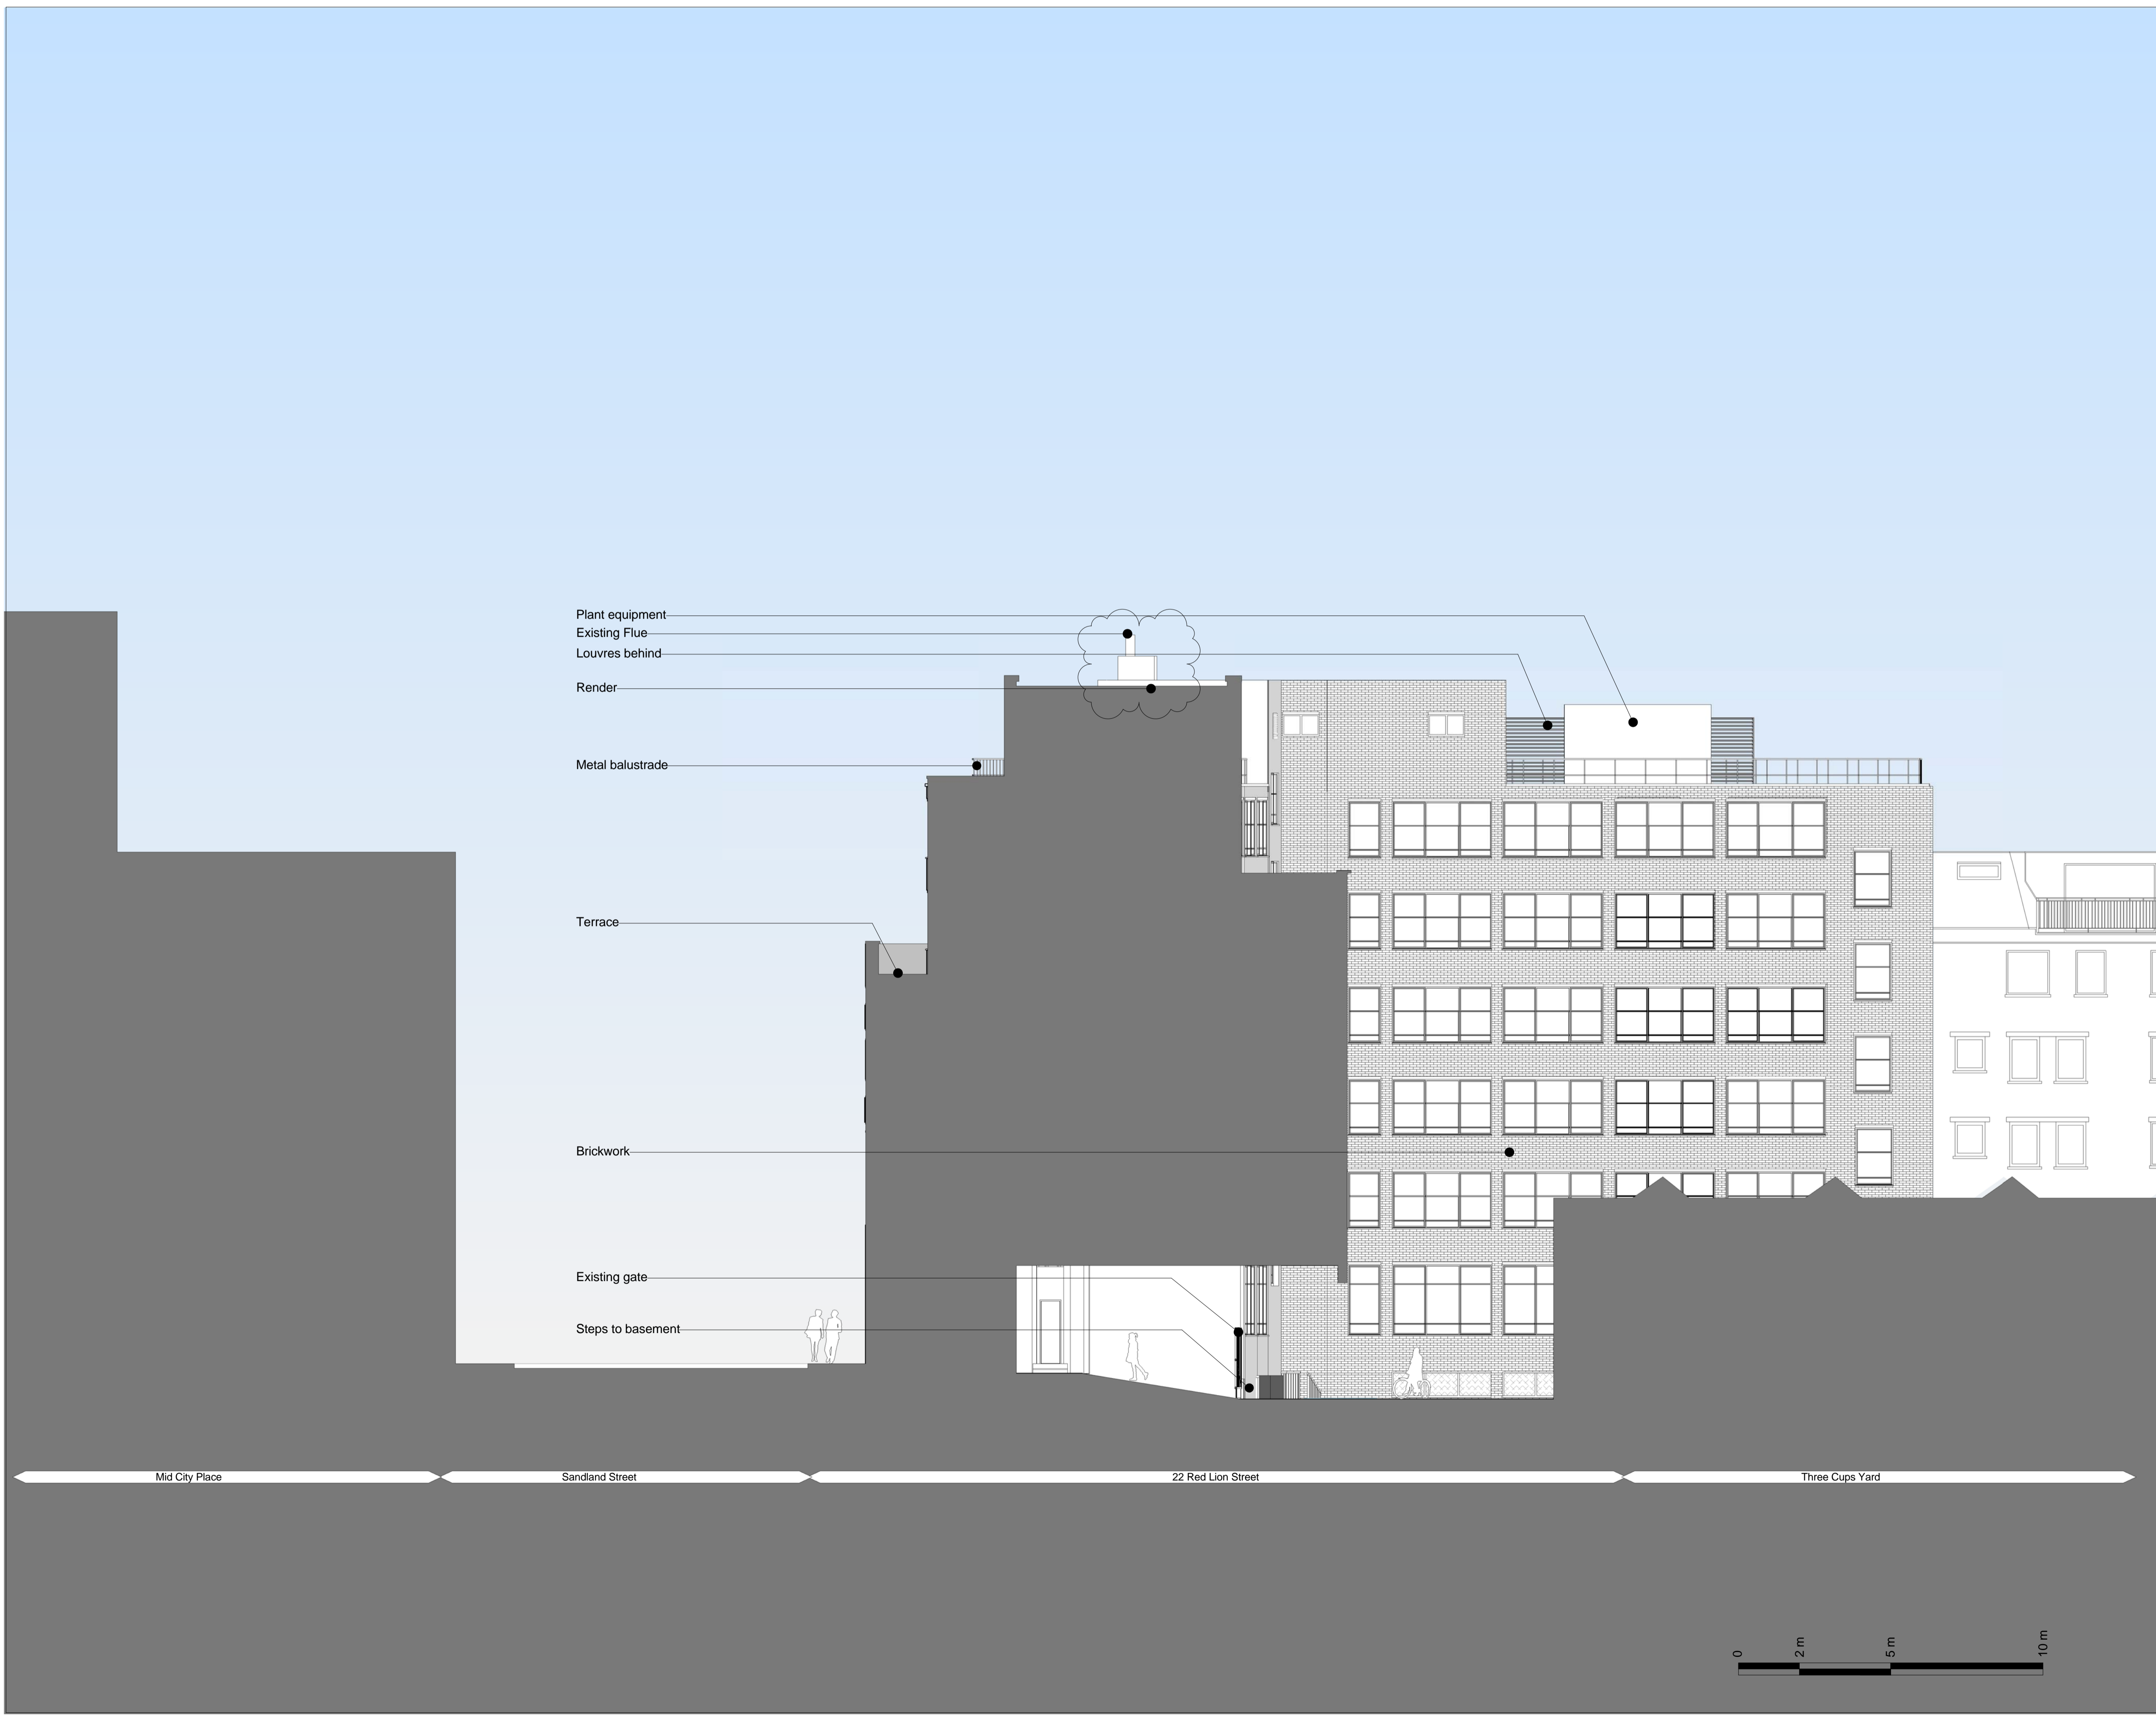 Plant equipment
Existing Flue
Louvres behind
Render
Metal balustrade
Terrace
Brickwork
Existing gate
Steps to basement
Mid City Place
Sandland Street
22 Red Lion Street
Three Cups Yard
0
2 m
5 m
10 m